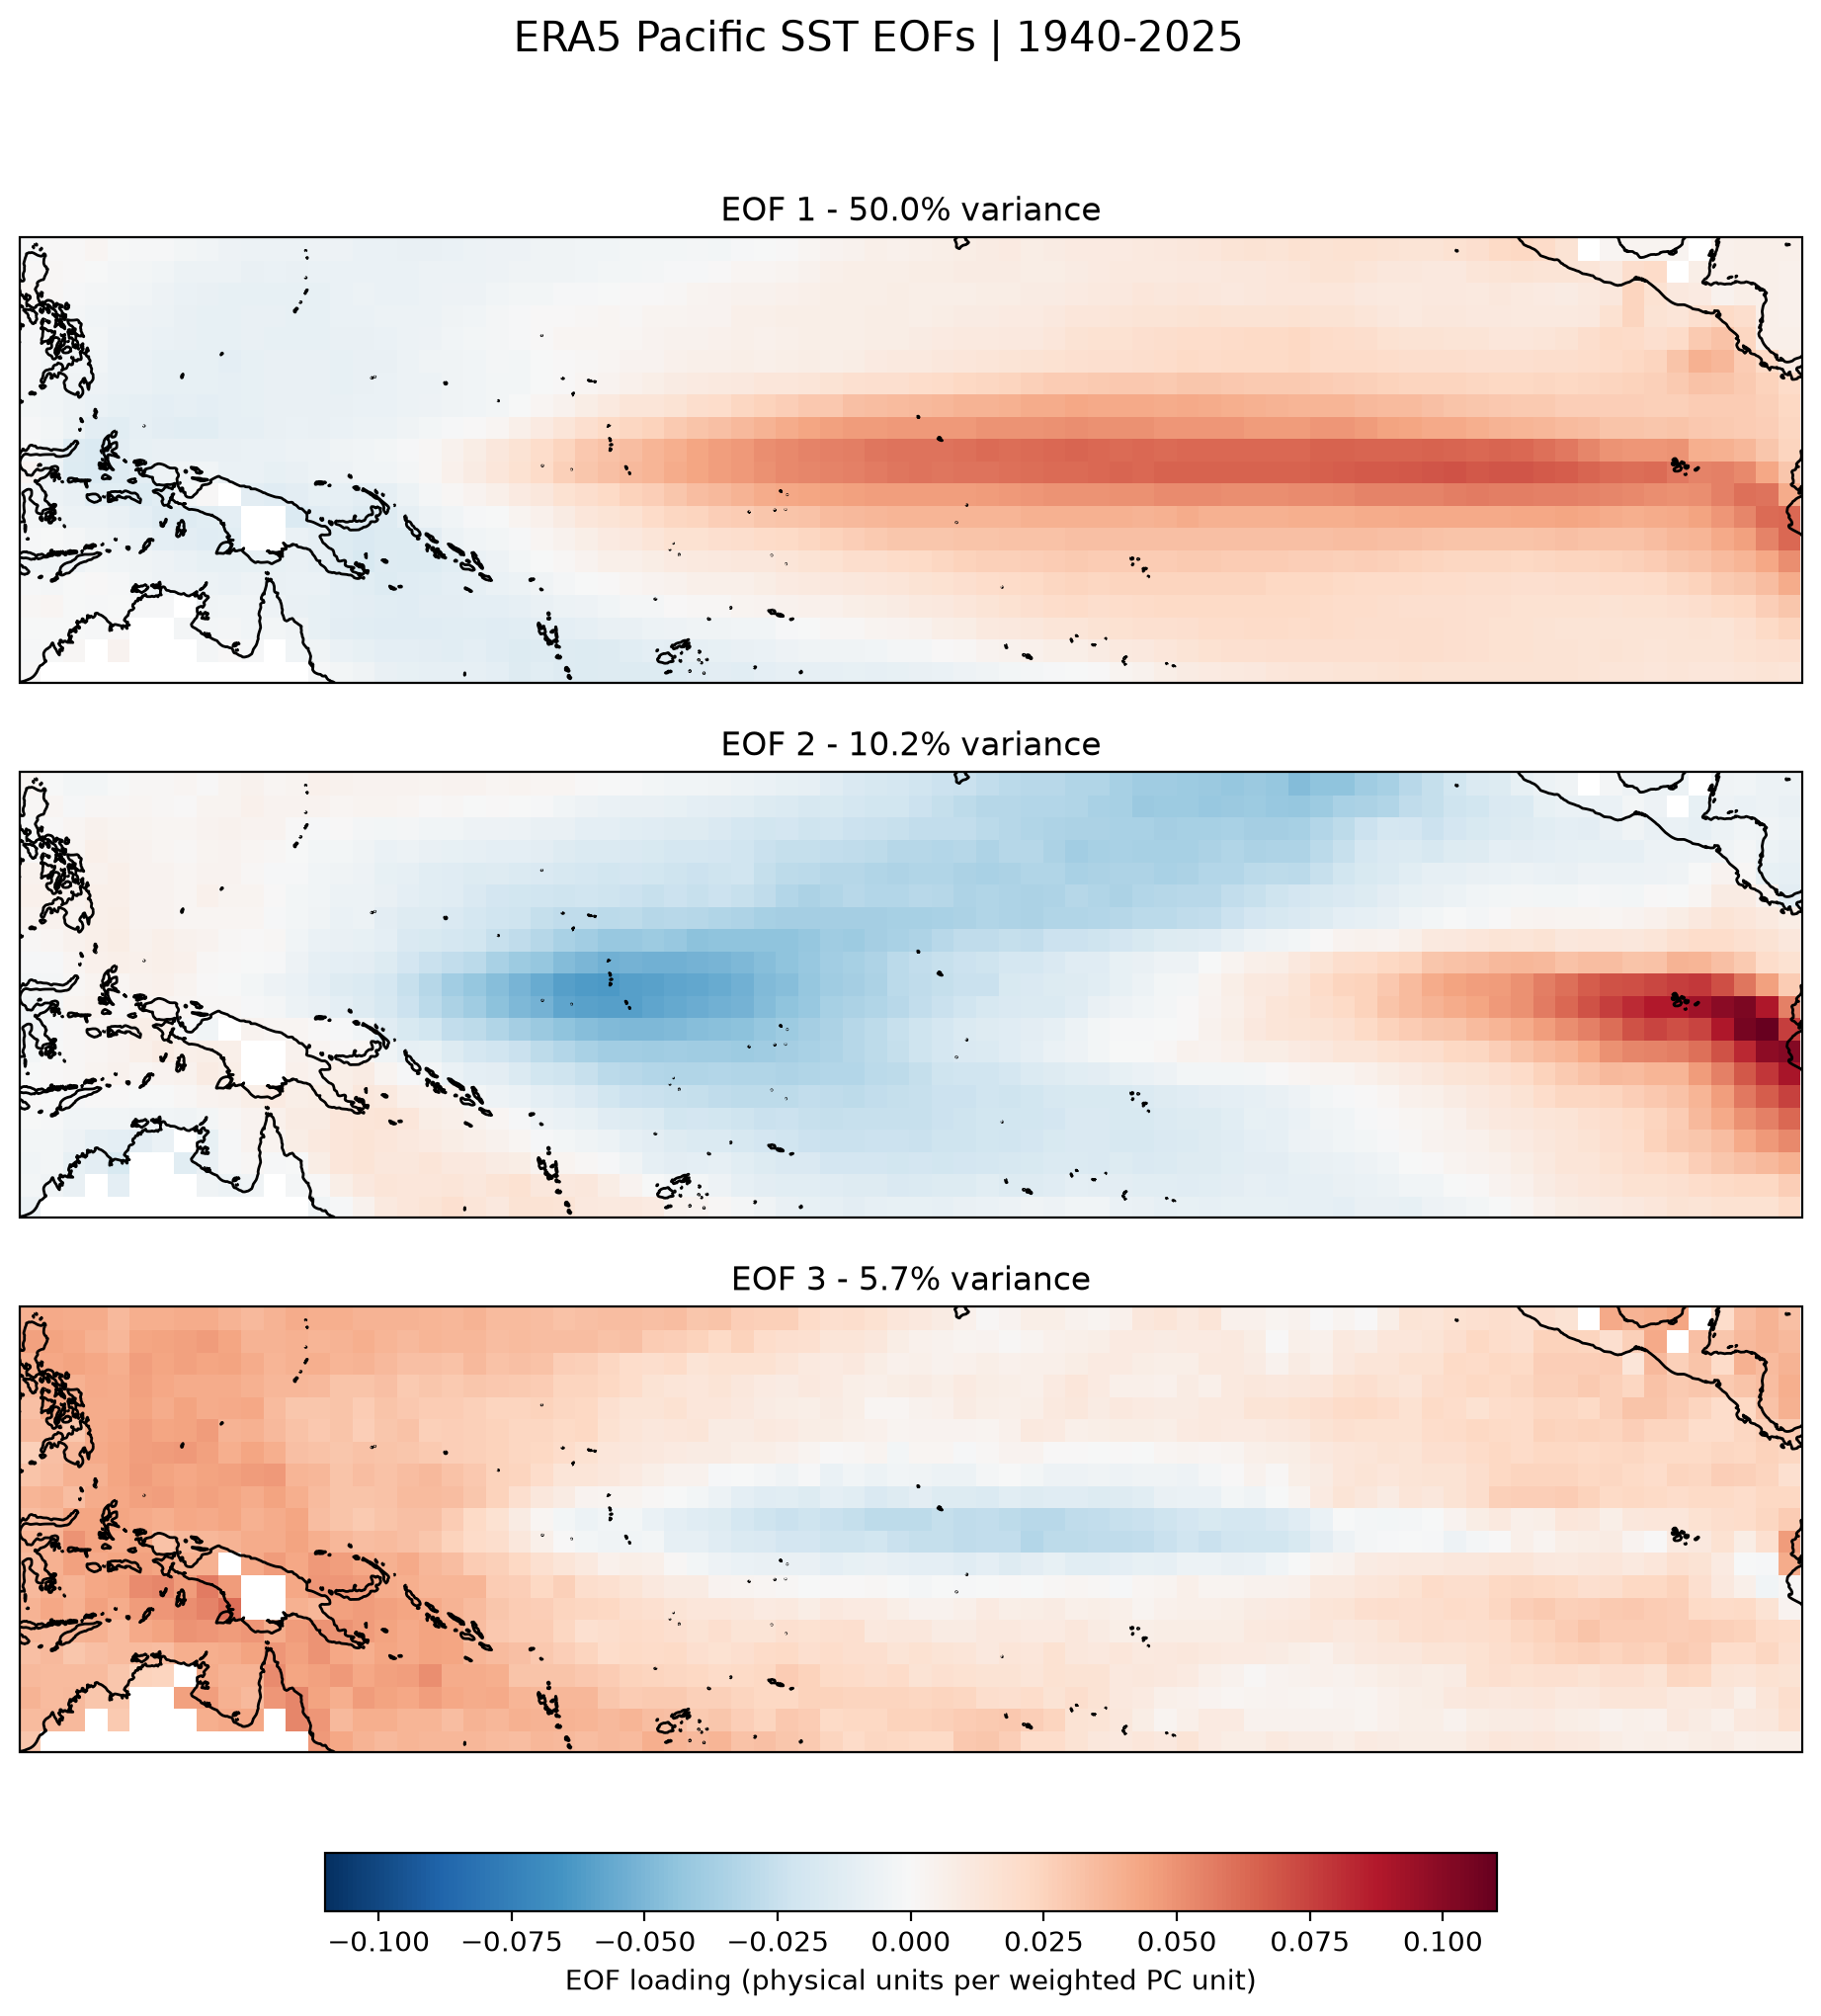 ERA5 Pacific SST EOFs | 1940-2025
EOF 1 - 50.0% variance
EOF 2 - 10.2% variance
EOF 3 - 5.7% variance
−0.100 −0.075 −0.050 −0.025 0.000 0.025 0.050 0.075 0.100
EOF loading (physical units per weighted PC unit)